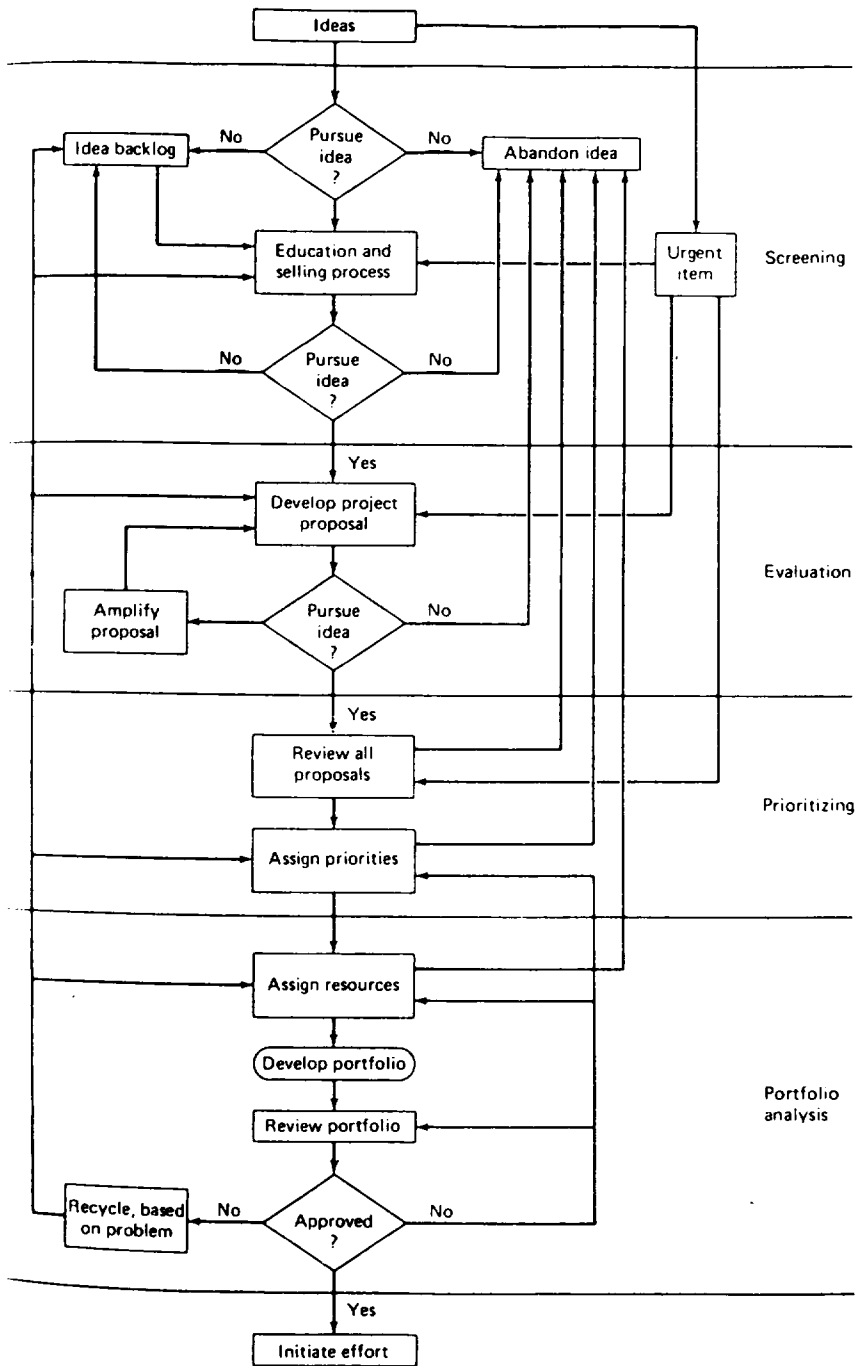 Ideas
No
Pursue
idea
?
No
Idea backlog
Abandon idea
Education and
selling process
Urgent
item
Screening
No
Pursue
idea
?
No
Yes
Develop project
proposal
Evaluation
Amplify
proposal
Pursue
idea
?
No
Yes
Review all
proposals
Prioritizing
Assign priorities
Assign resources
Develop portfolio
Portfolio
analysis
Review portfolio
Recycle, based
on problem
No
Approved
?
No
Yes
Initiate effort